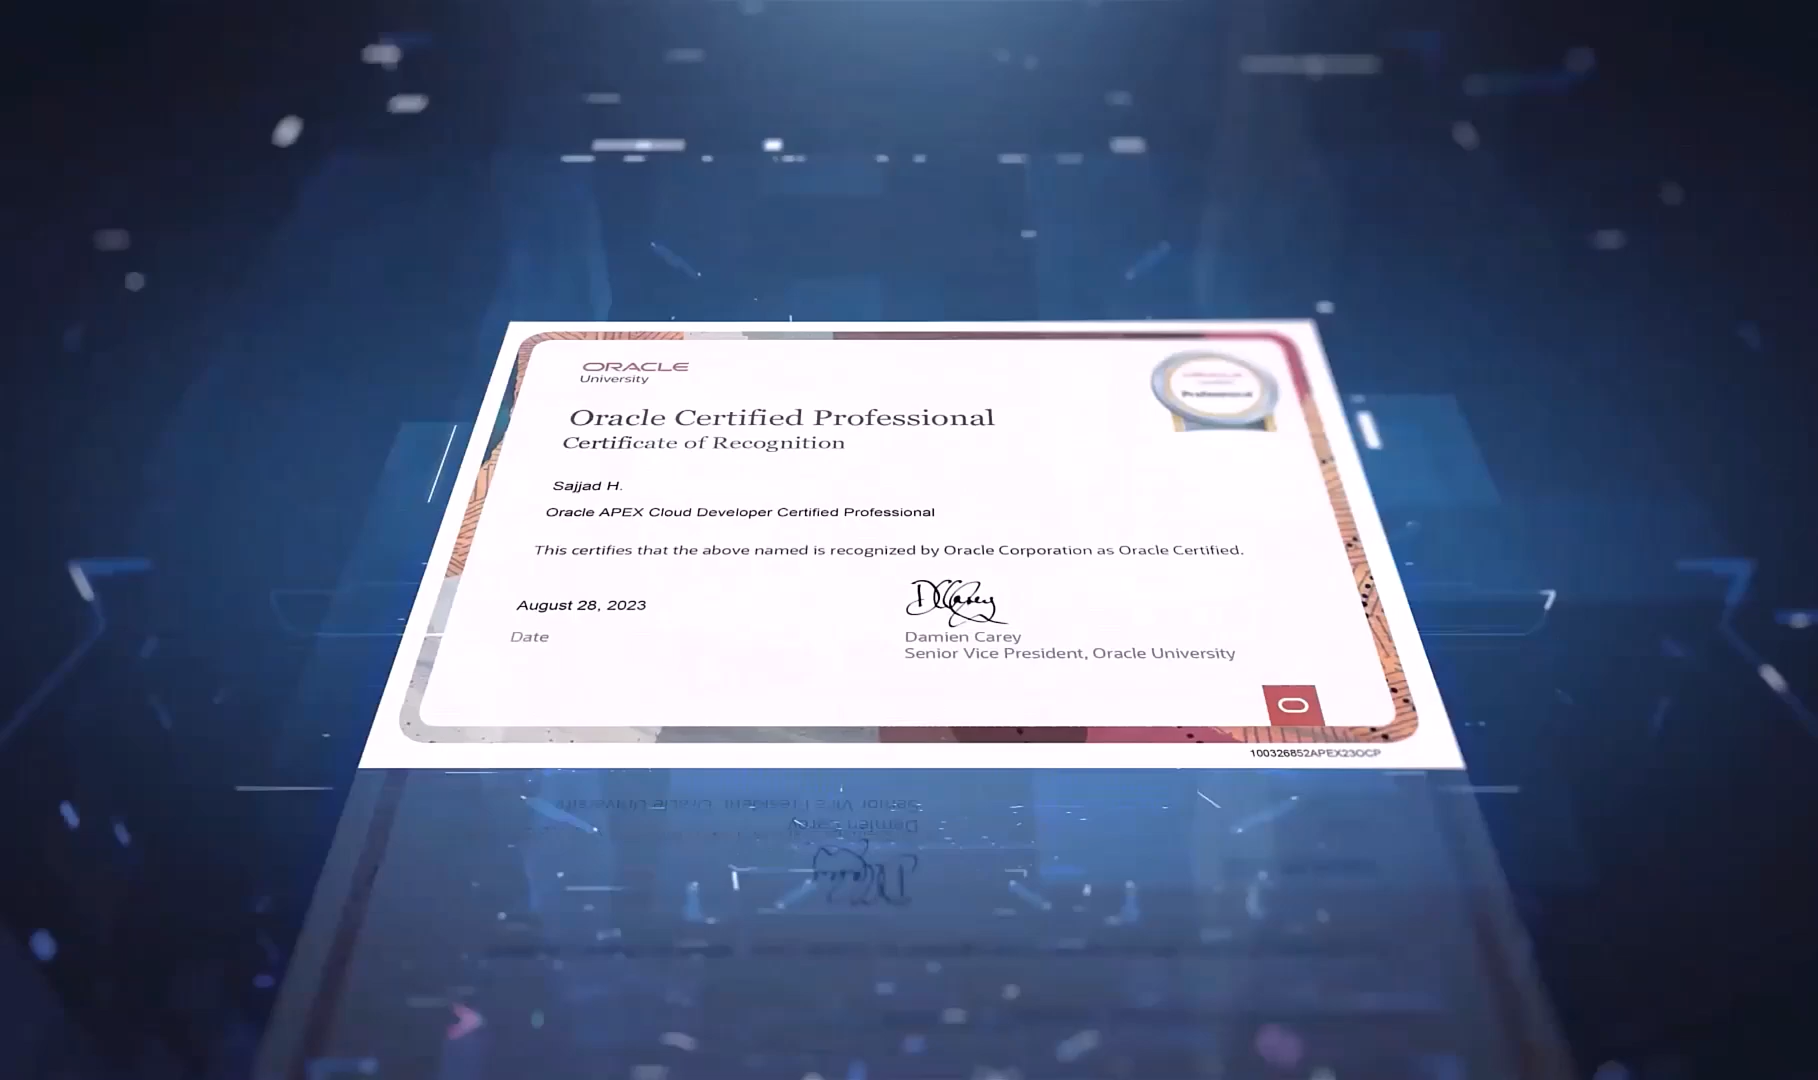 ORACLE
University
Oracle Certified Professional
Certificate of Recognition
Sajjad H.
Oracle APEX Cloud Developer Certified Professional
This certifies that the above named is recognized by Oracle Corporation as Oracle Certified.
August 28, 2023
Date
Damien Carey
Senior Vice President, Oracle University
100326852APEX23OCP